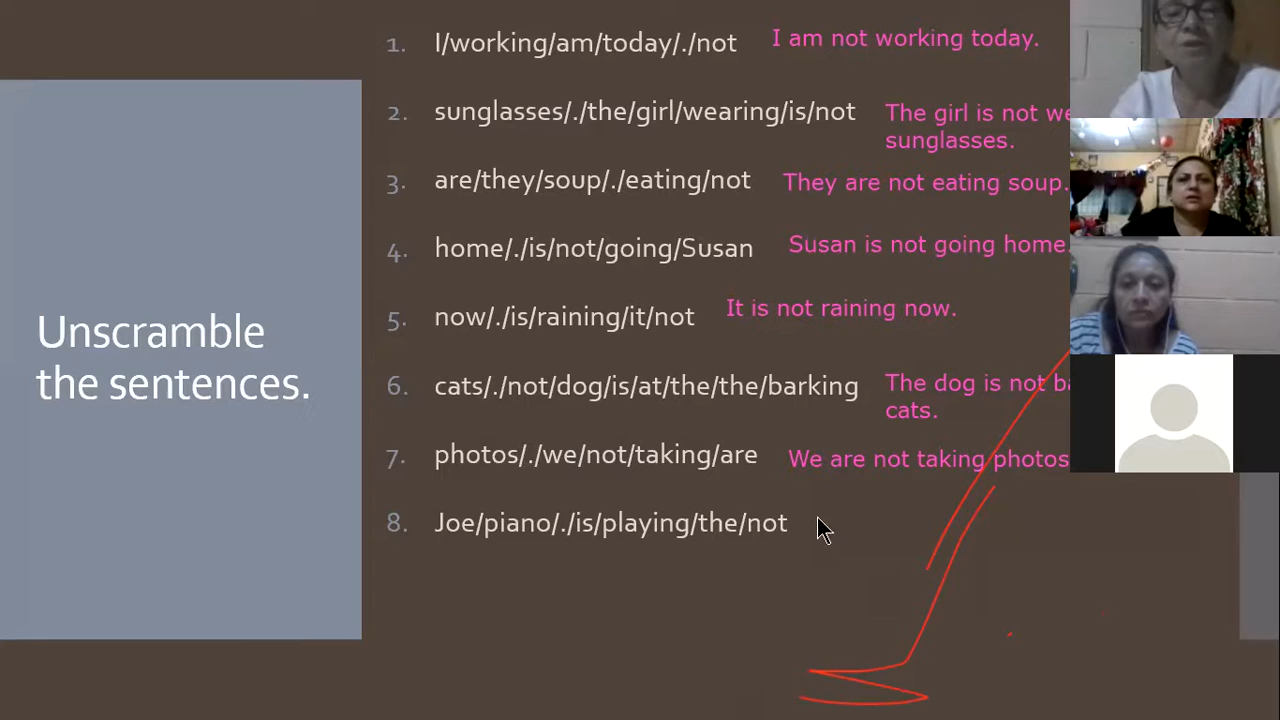 Unscramble
the sentences.
1. I/working/am/today/./not I am not working today.
2. sunglasses/./the/girl/wearing/is/not The girl is not
sunglasses.
3. are/they/soup/./eating/not They are not eating soup.
4. home/./is/not/going/Susan Susan is not going home.
5. now/./is/raining/it/not It is not raining now.
6. cats/./not/dog/is/at/the/the/barking The dog is not
cats.
7. photos/./we/not/taking/are We are not taking photos
8. Joe/piano/./is/playing/the/not